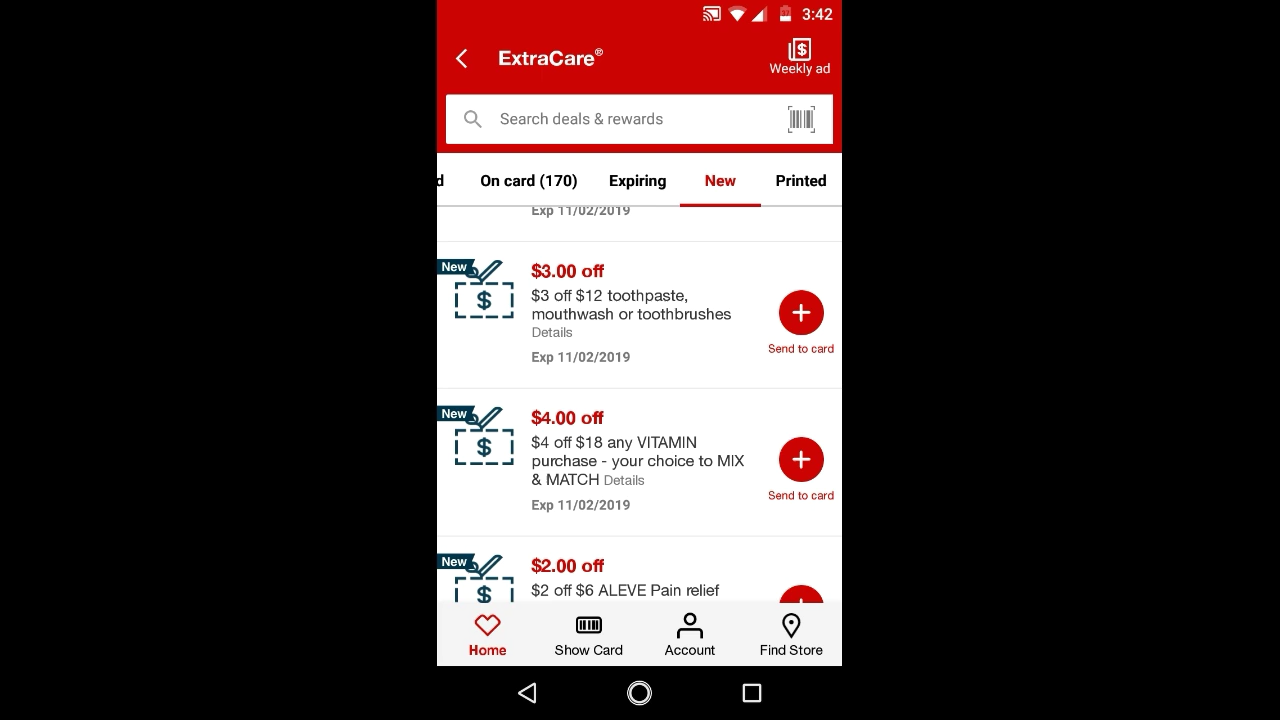 3:42
ExtraCare®
Weekly ad
Search deals & rewards
d On card (170) Expiring New Printed
Exp 11/02/2019
New
$3.00 off
$
$3 off $12 toothpaste,
mouthwash or toothbrushes
Details
Exp 11/02/2019
Send to card
New
$4.00 off
$
$4 off $18 any VITAMIN
purchase - your choice to MIX
& MATCH Details
Exp 11/02/2019
Send to card
New
$2.00 off
$
$2 off $6 ALEVE Pain relief
Home Show Card Account Find Store